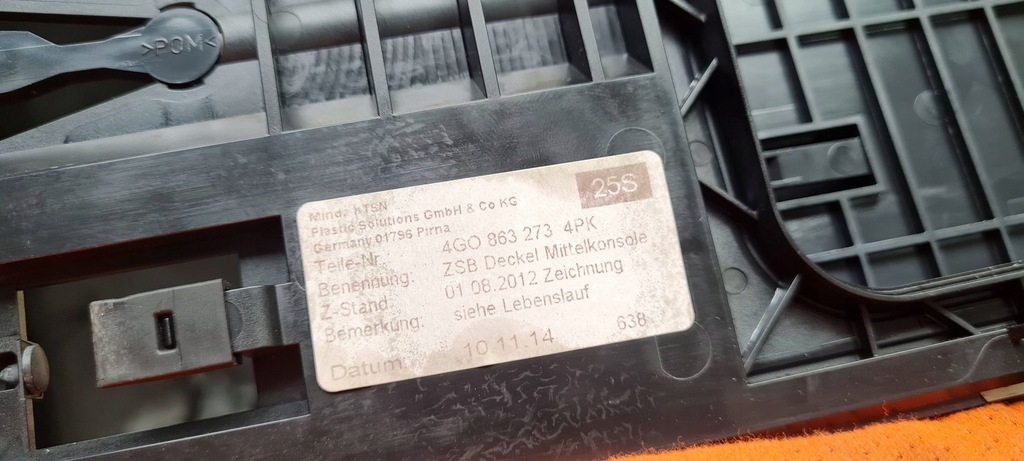 >POM<
25S
Minda KTSN
Plastic Solutions GmbH & Co KG
Germany 01796 Pirna
Teile-Nr.: 4GO 863 273 4PK
Benennung: ZSB Deckel Mittelkonsole
Z-Stand: 01.08.2012 Zeichnung
Bemerkung: siehe Lebenslauf
Datum: 10.11.14 638